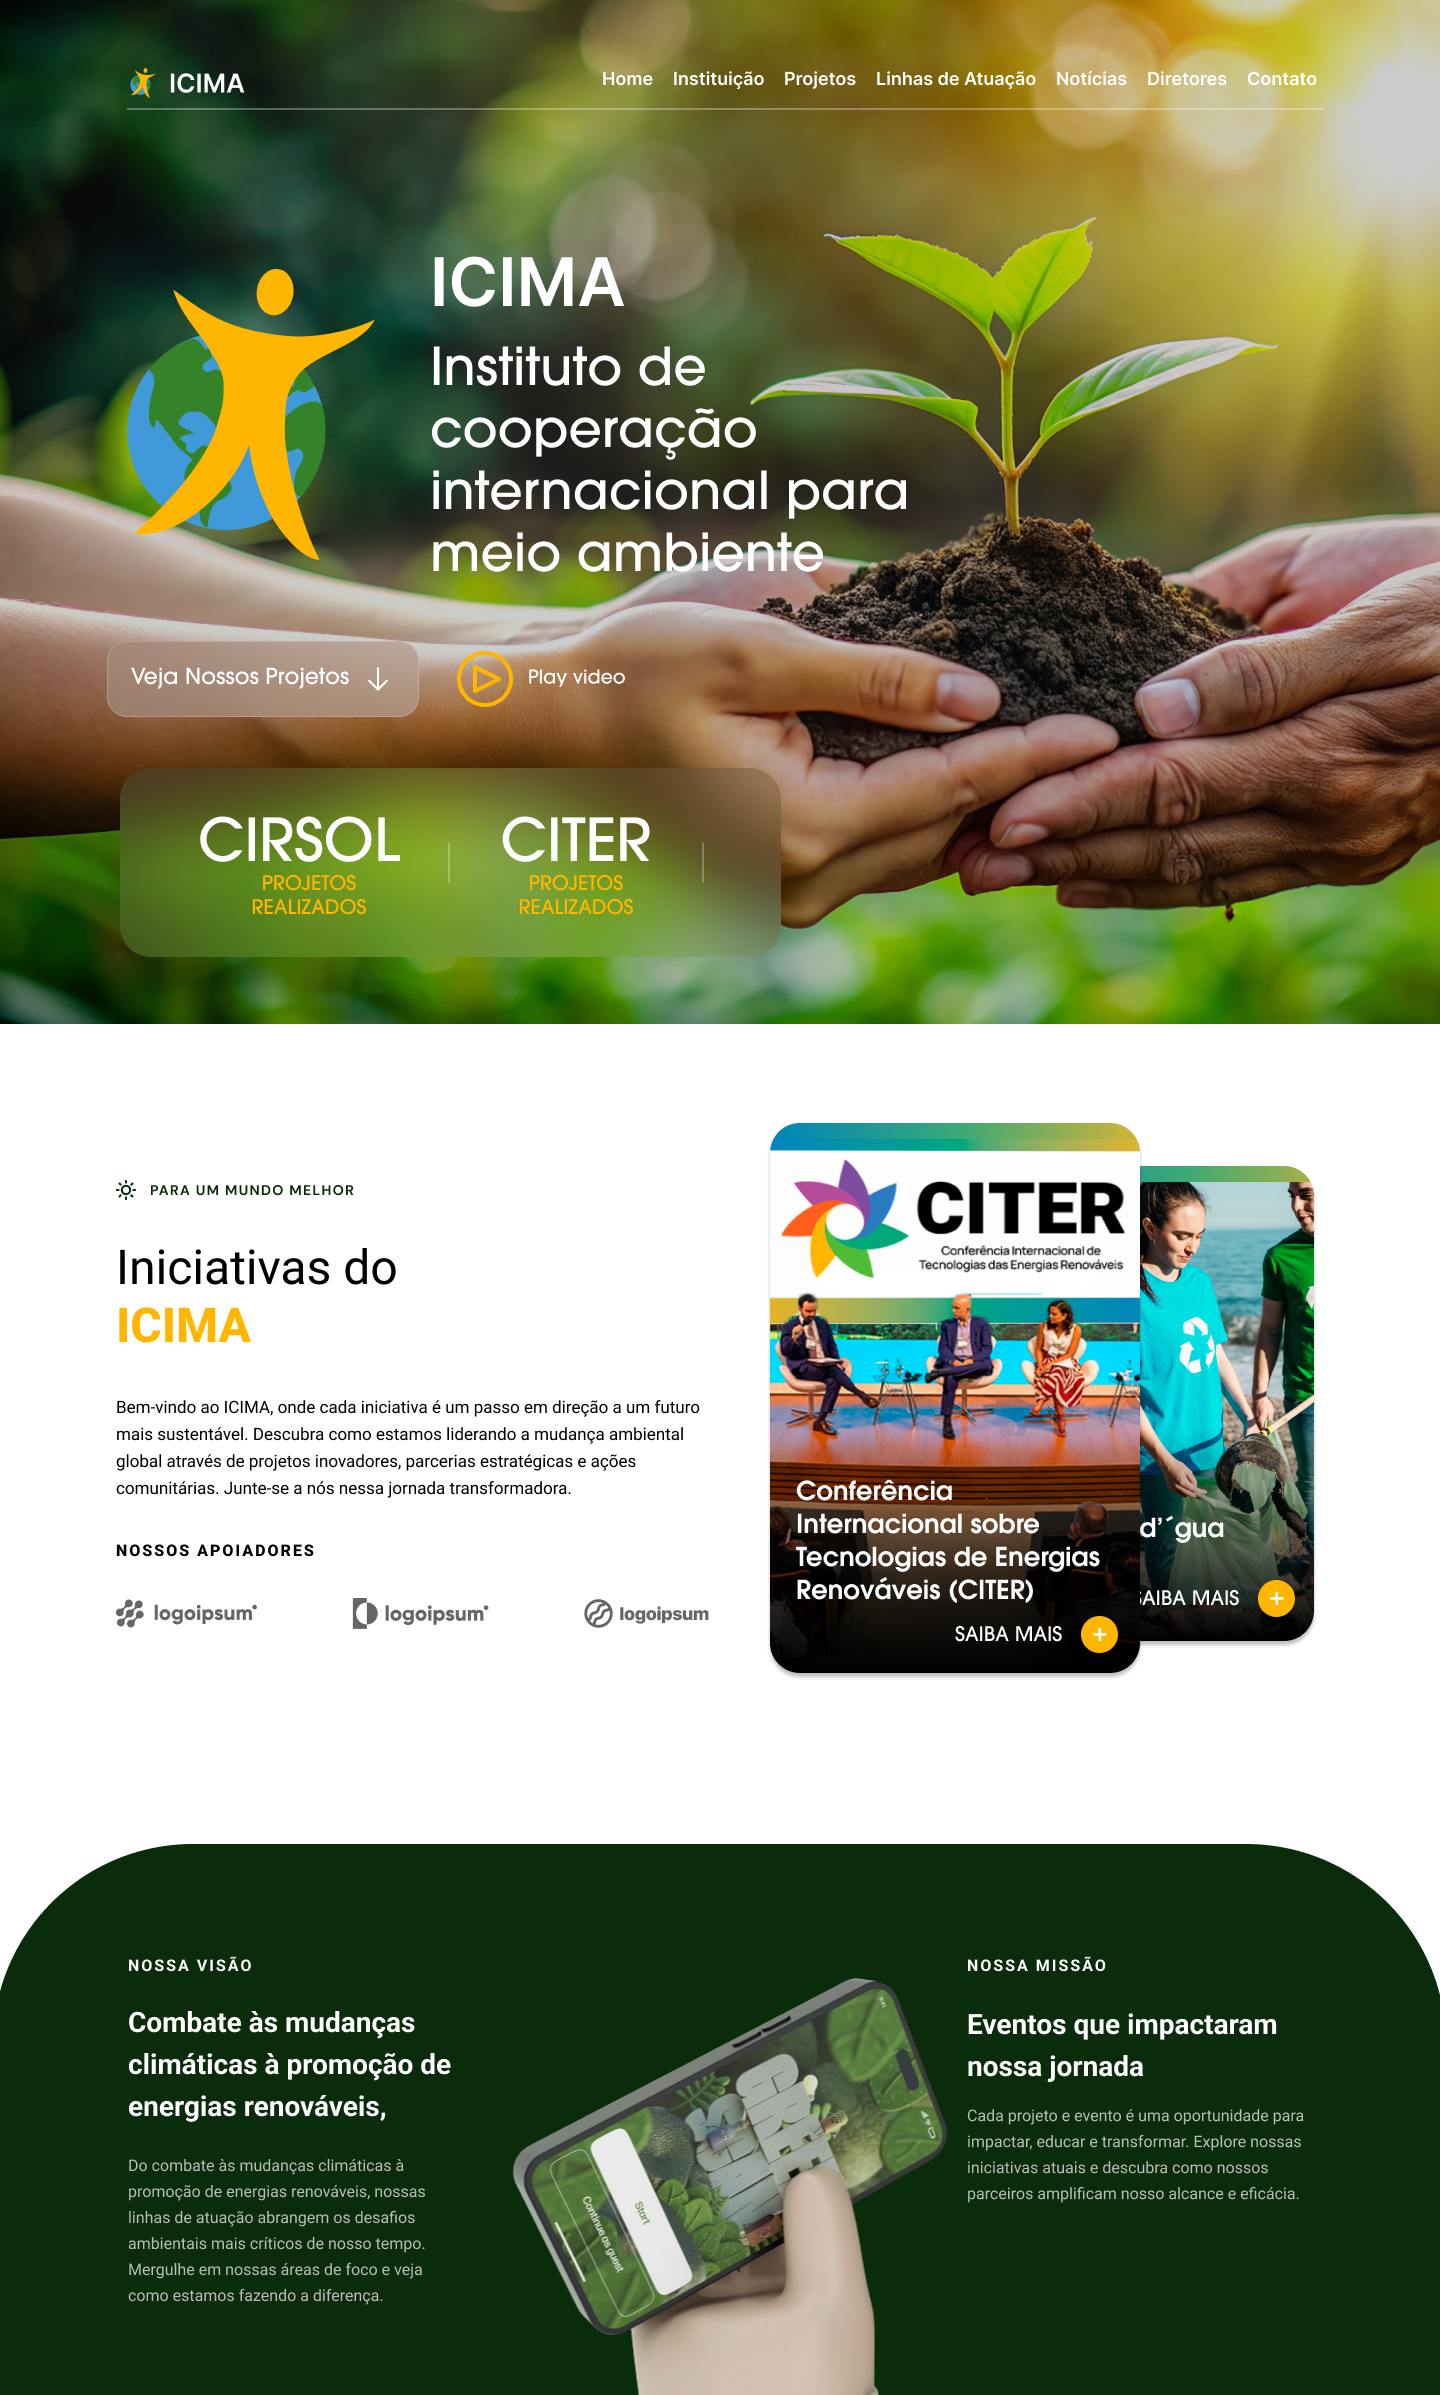 ICIMA
Home Instituição Projetos Linhas de Atuação Notícias Diretores Contato
ICIMA
Instituto de
cooperação
internacional para
meio ambiente
Veja Nossos Projetos
Play video
CIRSOL
PROJETOS
REALIZADOS
CITER
PROJETOS
REALIZADOS
PARA UM MUNDO MELHOR
Iniciativas do
ICIMA
Bem-vindo ao ICIMA, onde cada iniciativa é um passo em direção a um futuro
mais sustentável. Descubra como estamos liderando a mudança ambiental
global através de projetos inovadores, parcerias estratégicas e ações
comunitárias. Junte-se a nós nessa jornada transformadora.
NOSSOS APOIADORES
logoipsum
logoipsum
logoipsum
CITER
Conferência Internacional de
Tecnologias das Energias Renováveis
Conferência
Internacional sobre
Tecnologias de Energias
Renováveis (CITER)
SAIBA MAIS
d'´gua
SAIBA MAIS
NOSSA VISÃO
Combate às mudanças
climáticas à promoção de
energias renováveis,
Do combate às mudanças climáticas à
promoção de energias renováveis, nossas
linhas de atuação abrangem os desafios
ambientais mais críticos de nosso tempo.
Mergulhe em nossas áreas de foco e veja
como estamos fazendo a diferença.
9:41
Start
Continue as guest
NOSSA MISSÃO
Eventos que impactaram
nossa jornada
Cada projeto e evento é uma oportunidade para
impactar, educar e transformar. Explore nossas
iniciativas atuais e descubra como nossos
parceiros amplificam nosso alcance e eficácia.